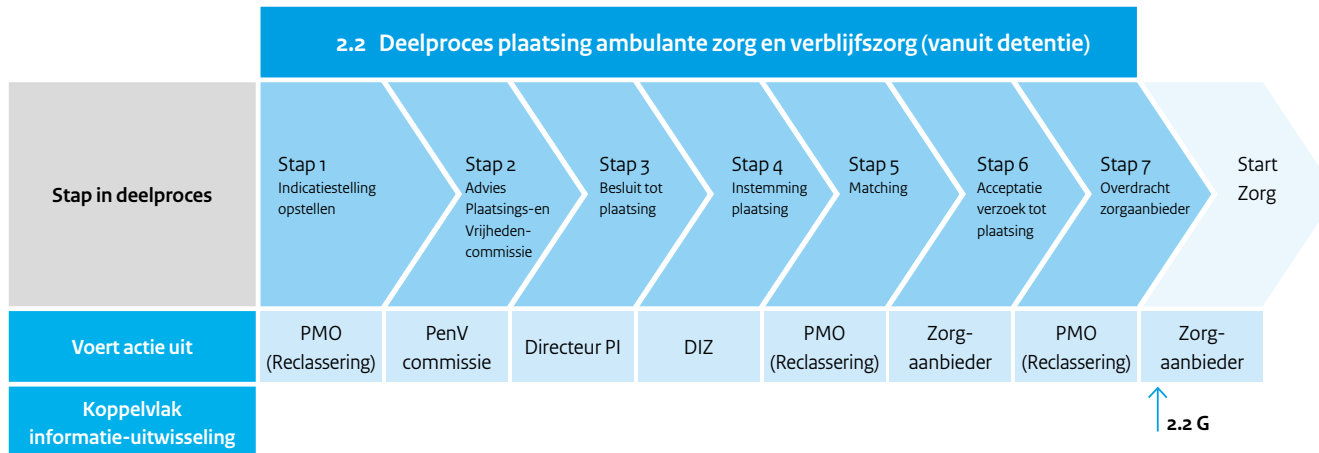 2.2 Deelproces plaatsing ambulante zorg en verblijfszorg (vanuit detentie)
Stap in deelproces
Stap 1
Indicatiestelling
opstellen
Stap 2
Advies
Plaatsings-en
Vrijheden-
commissie
Stap 3
Besluit tot
plaatsing
Stap 4
Instemming
plaatsing
Stap 5
Matching
Stap 6
Acceptatie
verzoek tot
plaatsing
Stap 7
Overdracht
zorgaanbieder
Start
Zorg
Voert actie uit
PMO
(Reclassering)
PenV
commissie
Directeur PI
DIZ
PMO
(Reclassering)
Zorg-
aanbieder
PMO
(Reclassering)
Zorg-
aanbieder
Koppelvlak
informatie-uitwisseling
2.2 G